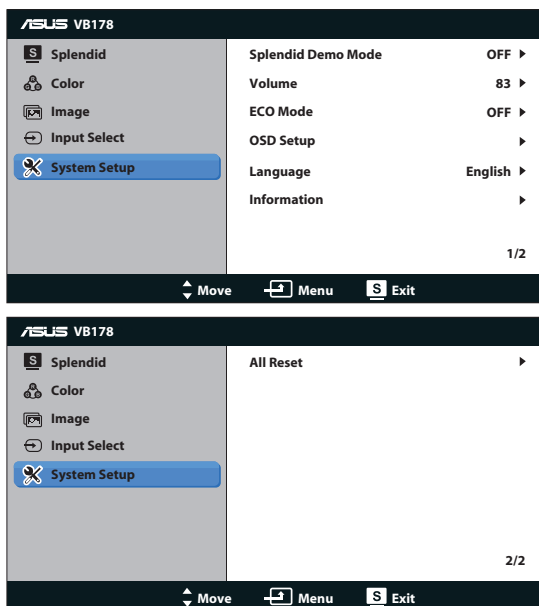 ASUS VB178
S Splendid
Color
Image
Input Select
System Setup
Splendid Demo Mode OFF
Volume 83
ECO Mode OFF
OSD Setup
Language English
Information
1/2
Move Menu S Exit
ASUS VB178
S Splendid
Color
Image
Input Select
System Setup
All Reset
2/2
Move Menu S Exit